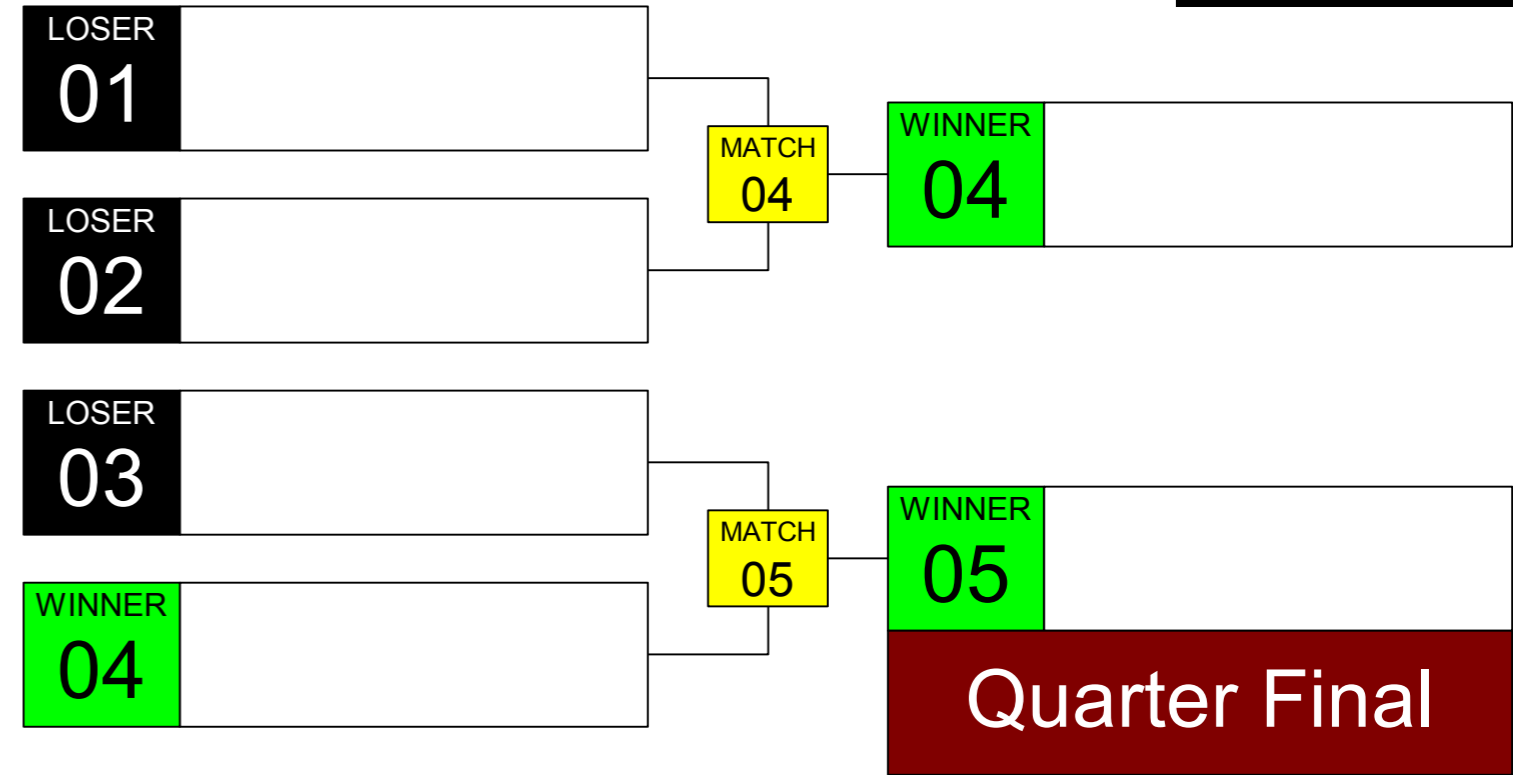 LOSER
01
LOSER
02
MATCH
04
WINNER
04
LOSER
03
WINNER
04
MATCH
05
WINNER
05
Quarter Final